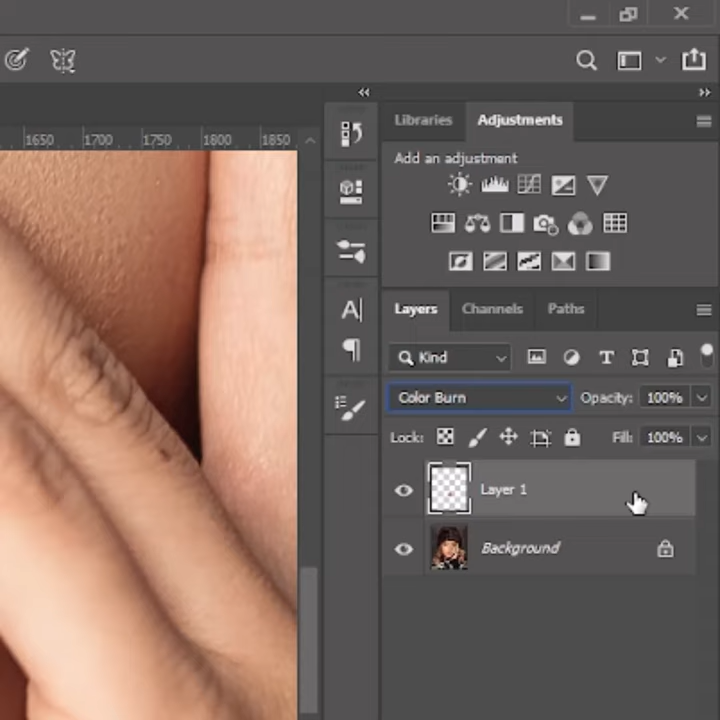 Libraries Adjustments
1650 1700 1750 1800 1850
Add an adjustment
Layers Channels Paths
Kind
Color Burn Opacity: 100%
Lock: Fill: 100%
Layer 1
Background